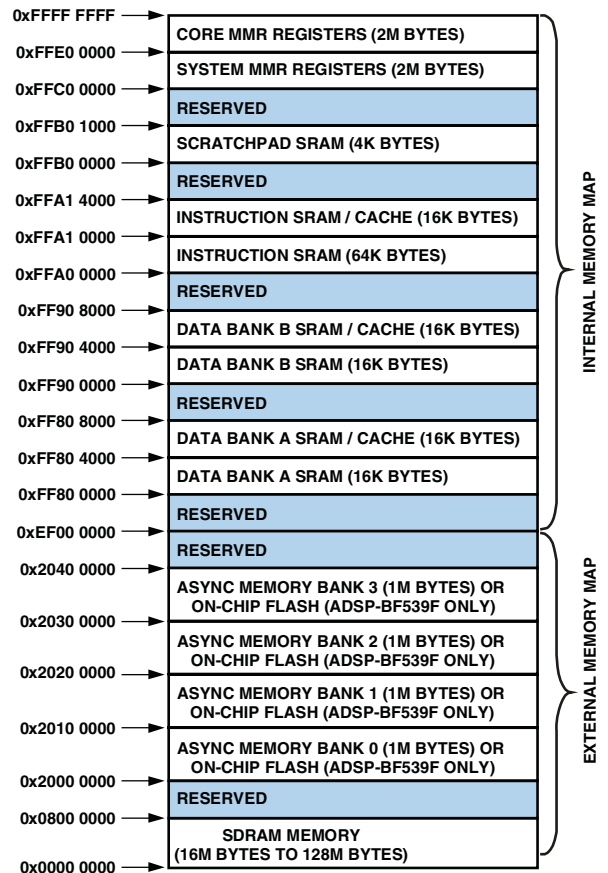 0xFFFF FFFF
CORE MMR REGISTERS (2M BYTES)
0xFFE0 0000
SYSTEM MMR REGISTERS (2M BYTES)
0xFFC0 0000
RESERVED
0xFFB0 1000
SCRATCHPAD SRAM (4K BYTES)
0xFFB0 0000
RESERVED
0xFFA1 4000
INSTRUCTION SRAM / CACHE (16K BYTES)
0xFFA1 0000
INSTRUCTION SRAM (64K BYTES)
0xFFA0 0000
RESERVED
0xFF90 8000
DATA BANK B SRAM / CACHE (16K BYTES)
0xFF90 4000
DATA BANK B SRAM (16K BYTES)
0xFF90 0000
RESERVED
0xFF80 8000
DATA BANK A SRAM / CACHE (16K BYTES)
0xFF80 4000
DATA BANK A SRAM (16K BYTES)
0xFF80 0000
RESERVED
0xEF00 0000
RESERVED
0x2040 0000
ASYNC MEMORY BANK 3 (1M BYTES) OR
ON-CHIP FLASH (ADSP-BF539F ONLY)
0x2030 0000
ASYNC MEMORY BANK 2 (1M BYTES) OR
ON-CHIP FLASH (ADSP-BF539F ONLY)
0x2020 0000
ASYNC MEMORY BANK 1 (1M BYTES) OR
ON-CHIP FLASH (ADSP-BF539F ONLY)
0x2010 0000
ASYNC MEMORY BANK 0 (1M BYTES) OR
ON-CHIP FLASH (ADSP-BF539F ONLY)
0x2000 0000
RESERVED
0x0800 0000
SDRAM MEMORY
(16M BYTES TO 128M BYTES)
0x0000 0000
INTERNAL MEMORY MAP
EXTERNAL MEMORY MAP